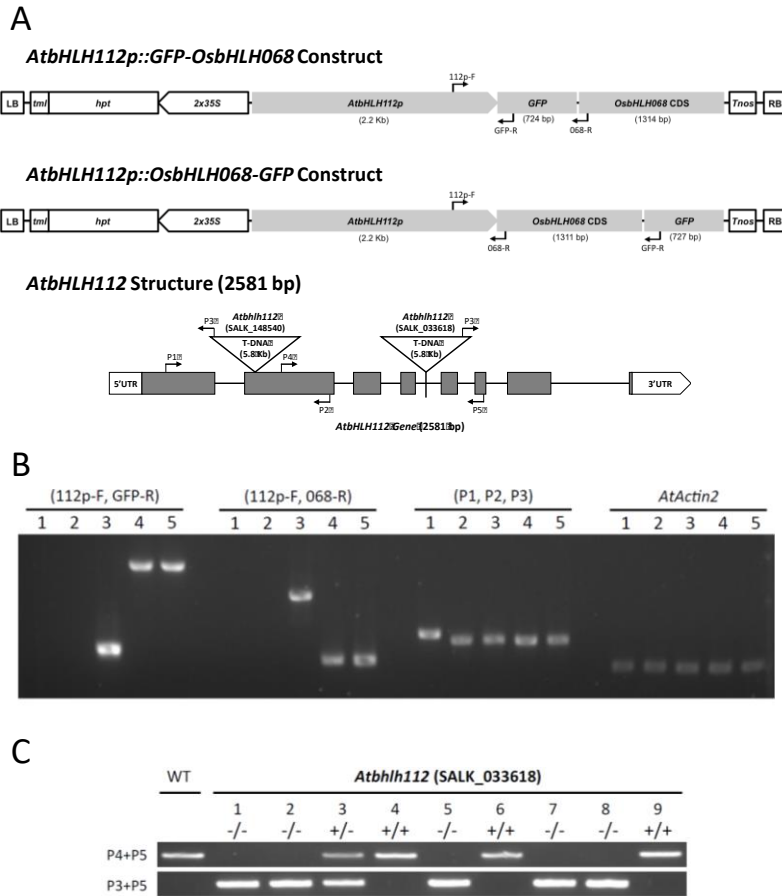 A
AtbHLH112p::GFP-OsbHLH068 Construct
112p-F
LB tml hpt 2x35S AtbHLH112p GFP OsbHLH068 CDS Tnos RB
(2.2 Kb) (724 bp) (1314 bp)
GFP-R 068-R
AtbHLH112p::OsbHLH068-GFP Construct
112p-F
LB tml hpt 2x35S AtbHLH112p OsbHLH068 CDS GFP Tnos RB
(2.2 Kb) (1311 bp) (727 bp)
068-R GFP-R
AtbHLH112 Structure (2581 bp)
Atbhlh112 Atbhlh112
P3 (SALK_148540) (SALK_033618) P3
T-DNA T-DNA
P1 (5.8 Kb) P4 (5.8 Kb)
5'UTR 3'UTR
P2 P5
AtbHLH112 Gene (2581 bp)
B
(112p-F, GFP-R) (112p-F, 068-R) (P1, P2, P3) AtActin2
1 2 3 4 5 1 2 3 4 5 1 2 3 4 5 1 2 3 4 5
C
WT Atbhlh112 (SALK_033618)
1 2 3 4 5 6 7 8 9
-/- -/- +/- +/+ -/- +/+ -/- -/- +/+
P4+P5
P3+P5